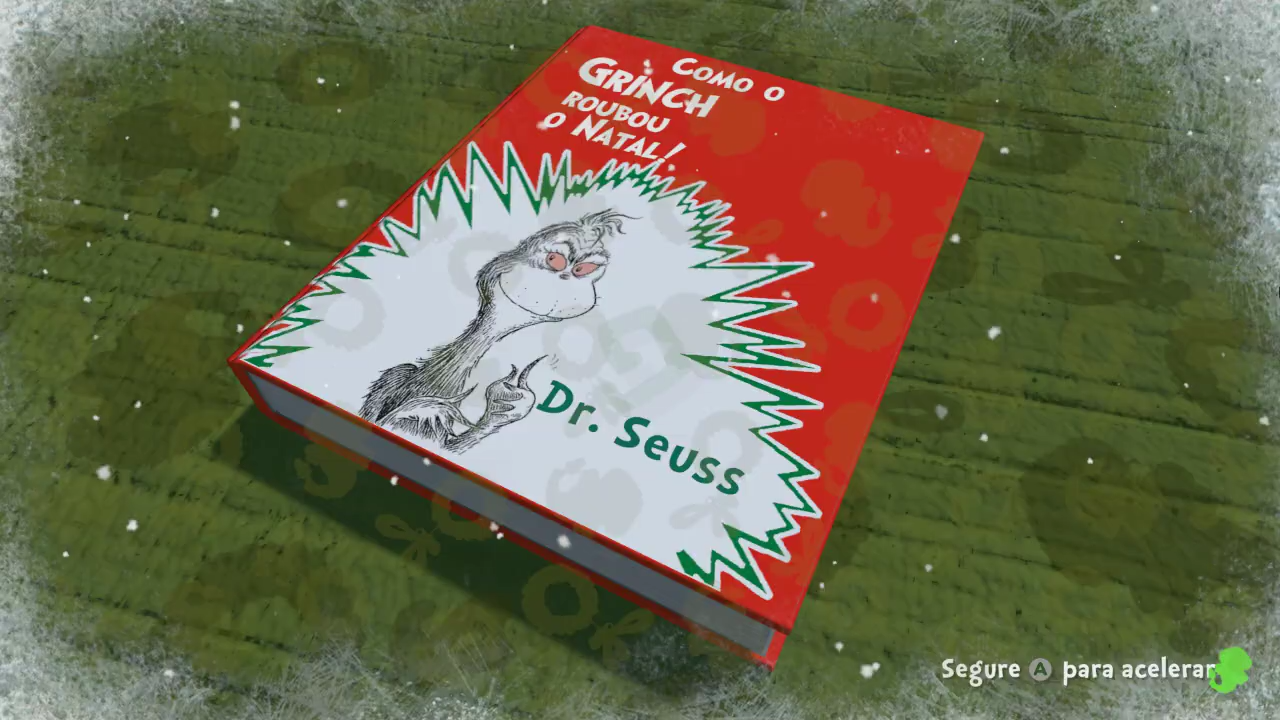 Como o
Grinch
roubou
o Natal!
Dr. Seuss
Segure A para acelerar